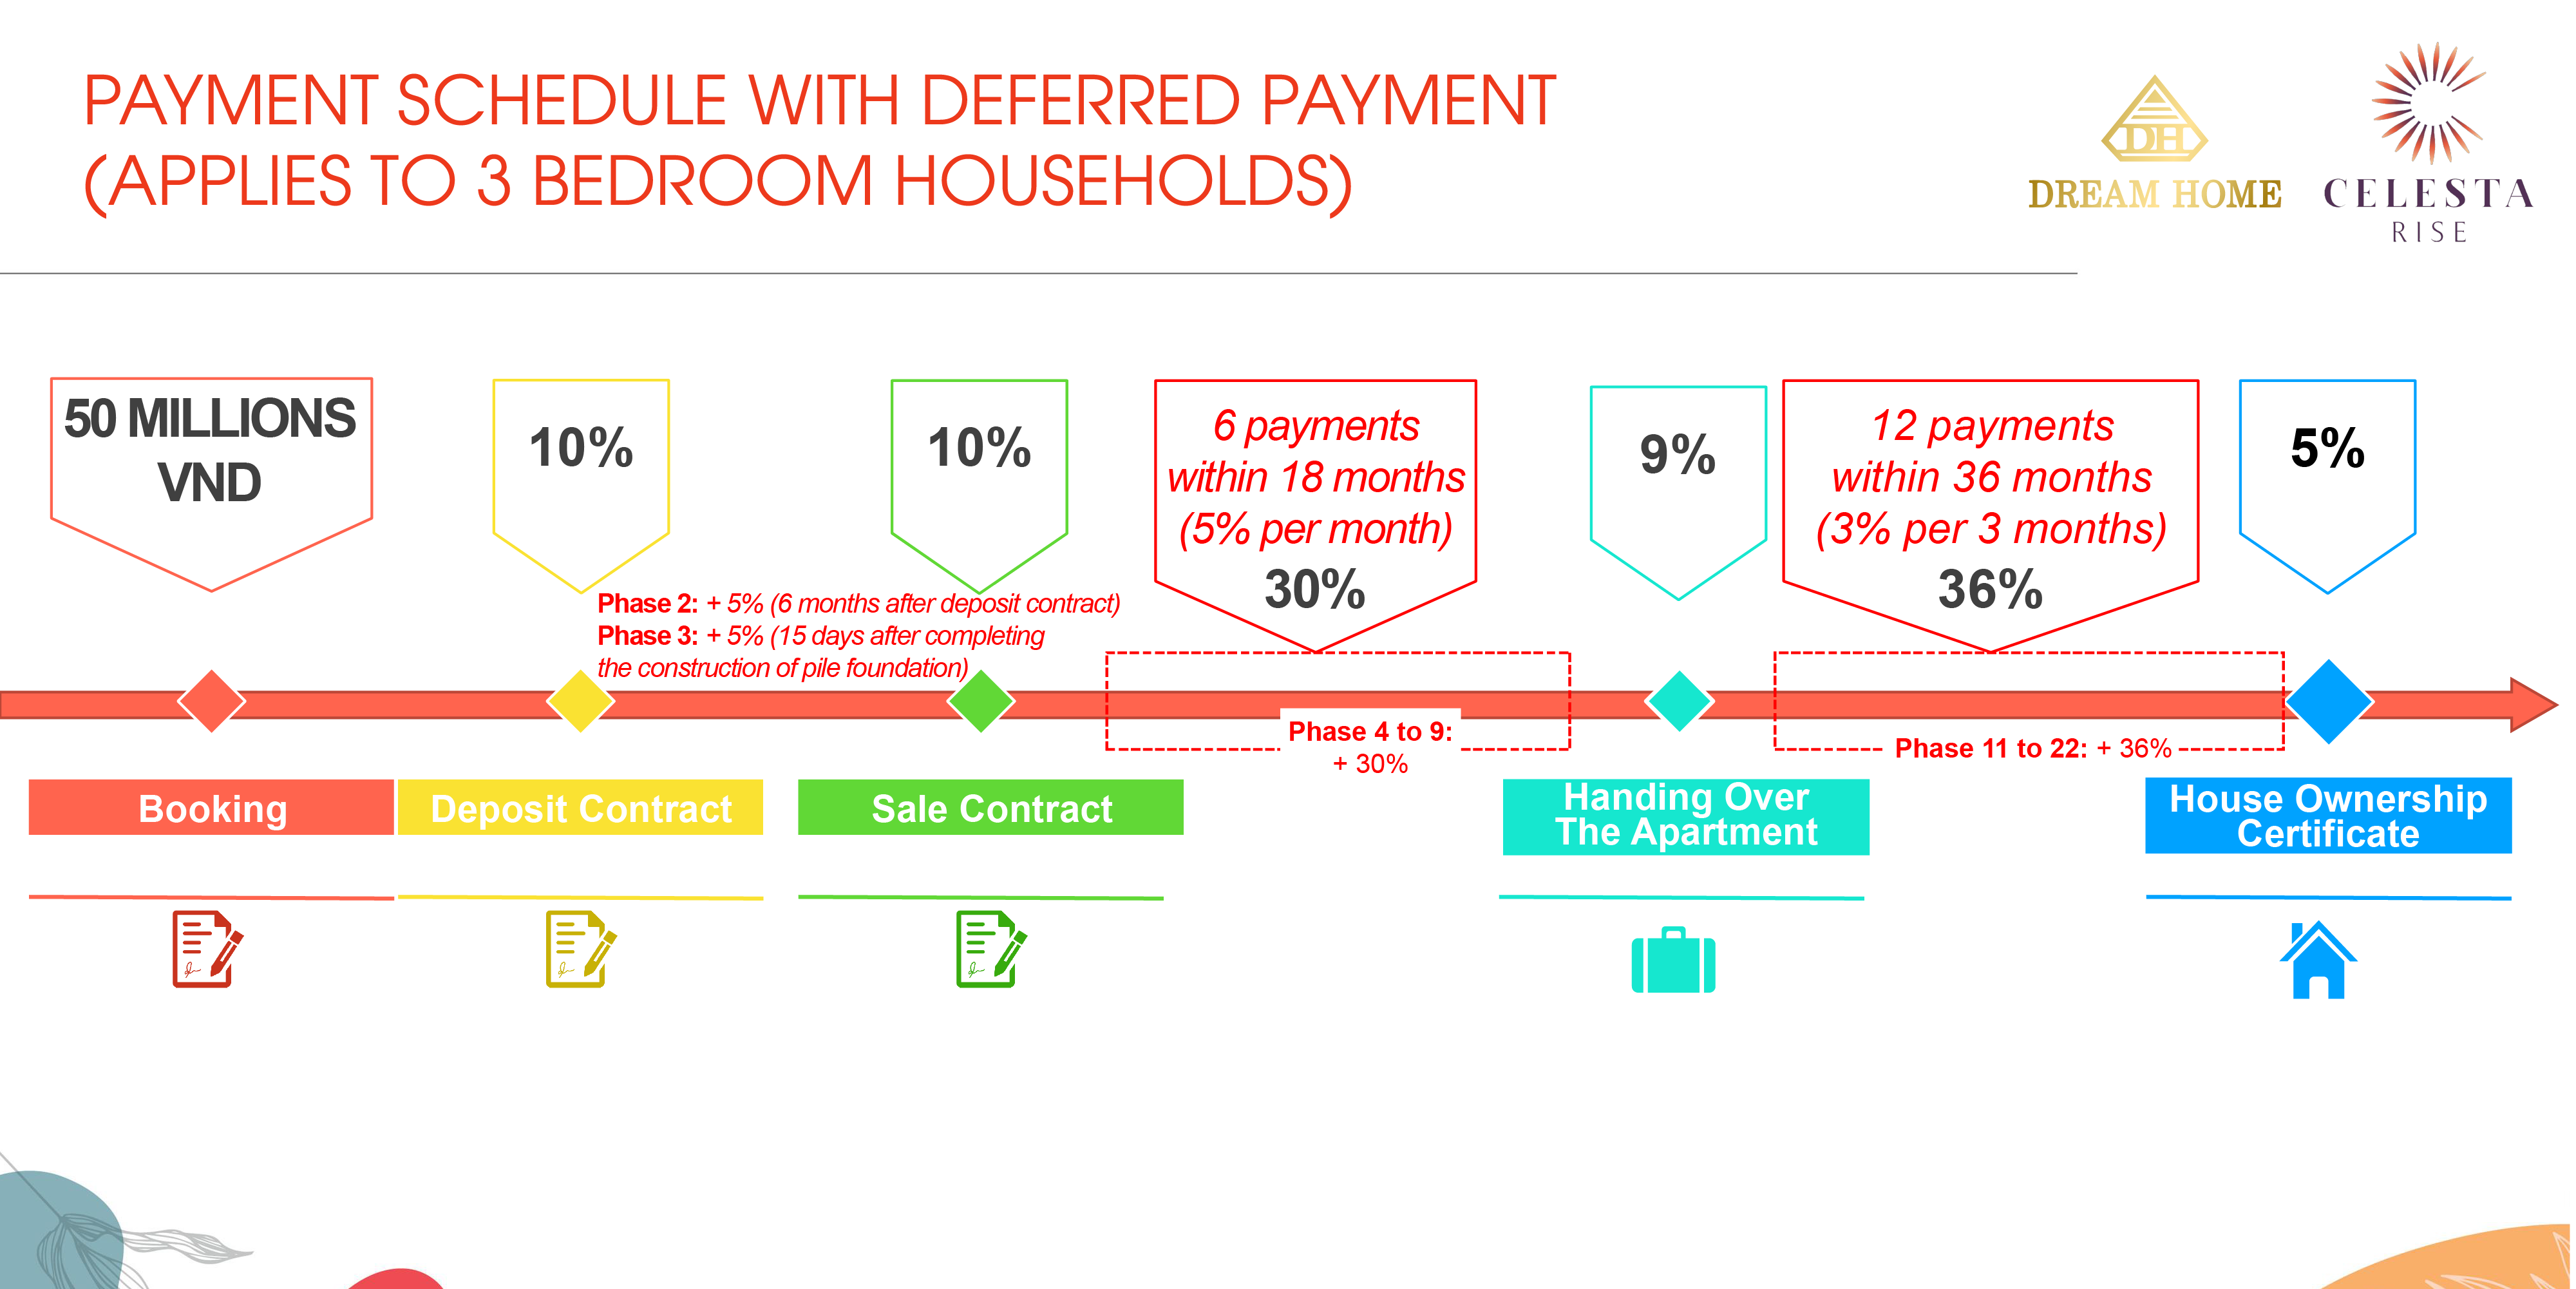 PAYMENT SCHEDULE WITH DEFERRED PAYMENT
(APPLIES TO 3 BEDROOM HOUSEHOLDS)
DH
DREAM HOME
CELESTA
RISE
50 MILLIONS
VND
10%
10%
6 payments
within 18 months
(5% per month)
30%
9%
12 payments
within 36 months
(3% per 3 months)
36%
5%
Phase 2: + 5% (6 months after deposit contract)
Phase 3: + 5% (15 days after completing
the construction of pile foundation)
Phase 4 to 9:
+ 30%
Phase 11 to 22: + 36%
Booking
Deposit Contract
Sale Contract
Handing Over
The Apartment
House Ownership
Certificate